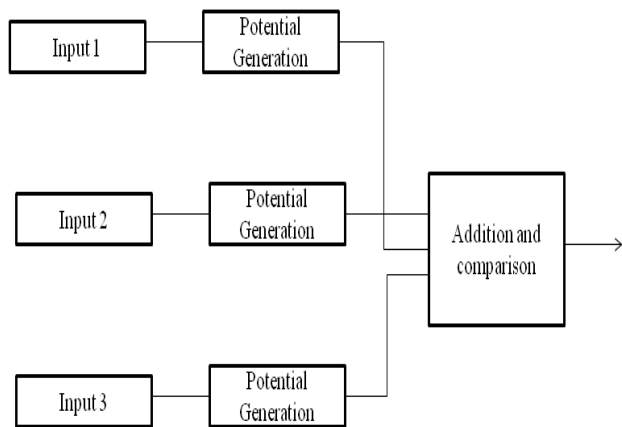 Input 1
Potential
Generation
Input 2
Potential
Generation
Addition and
comparison
Input 3
Potential
Generation